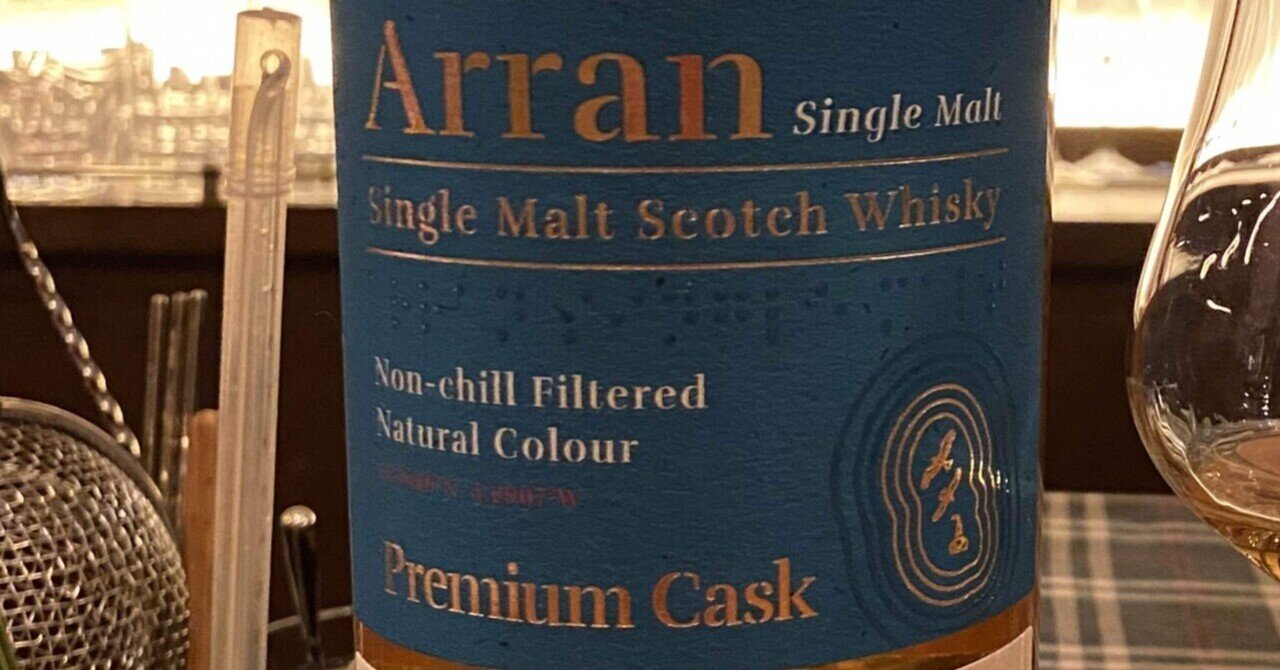 Arran Single Malt
Single Malt Scotch Whisky
Non-chill Filtered
Natural Colour
Premium Cask